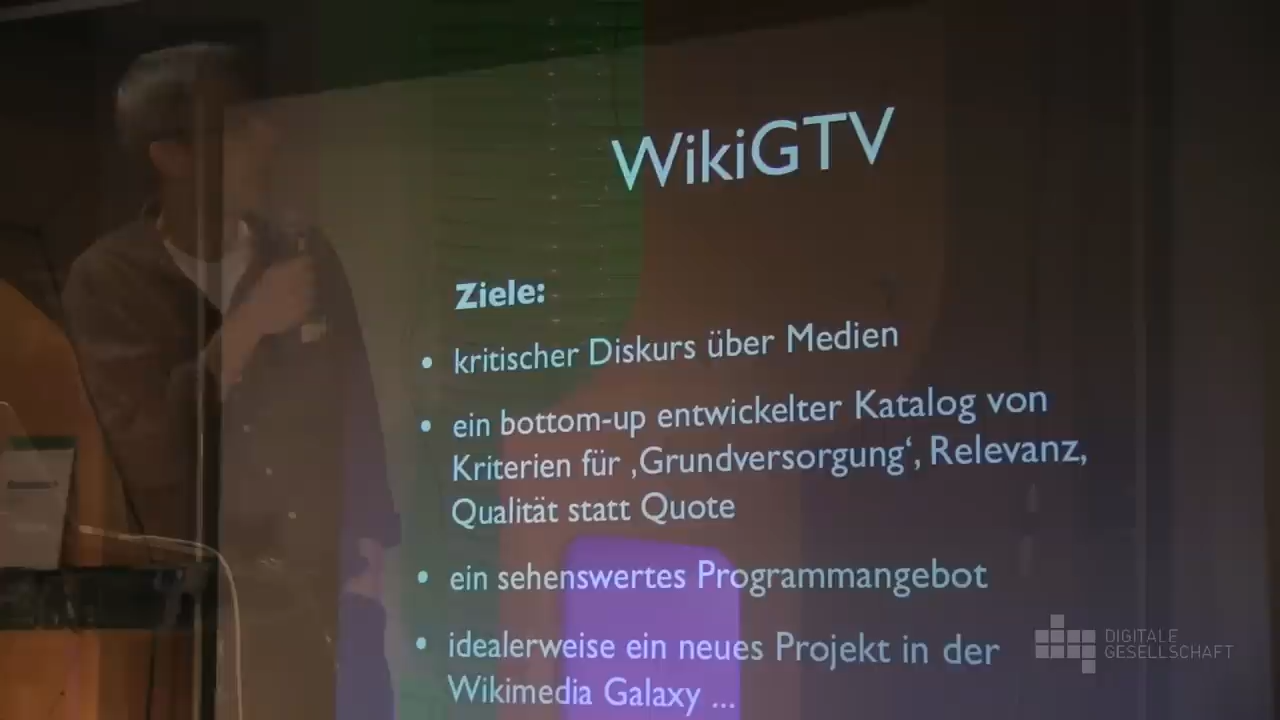 WikiGTV
Ziele:
• kritischer Diskurs über Medien
• ein bottom-up entwickelter Katalog von
Kriterien für ‚Grundversorgung‘, Relevanz,
Qualität statt Quote
• ein sehenswertes Programmangebot
• idealerweise ein neues Projekt in der
Wikimedia Galaxy ...
DIGITALE
GESELLSCHAFT